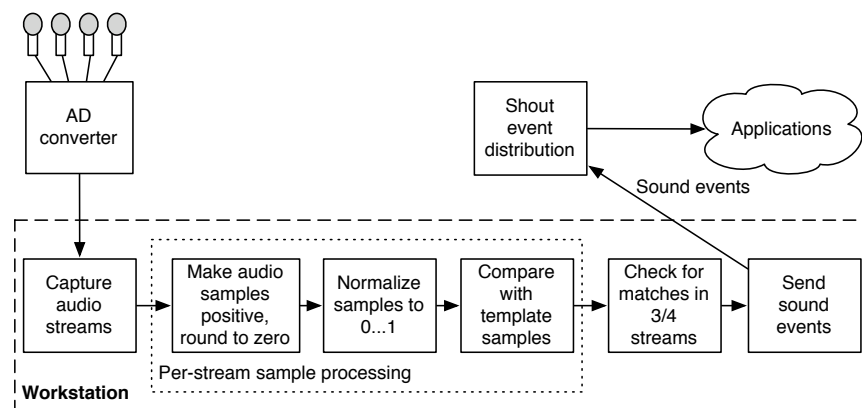 AD
converter
Shout
event
distribution
Applications
Sound events
Capture
audio
streams
Make audio
samples
positive,
round to zero
Normalize
samples to
0...1
Compare
with
template
samples
Check for
matches in
3/4
streams
Send
sound
events
Per-stream sample processing
Workstation